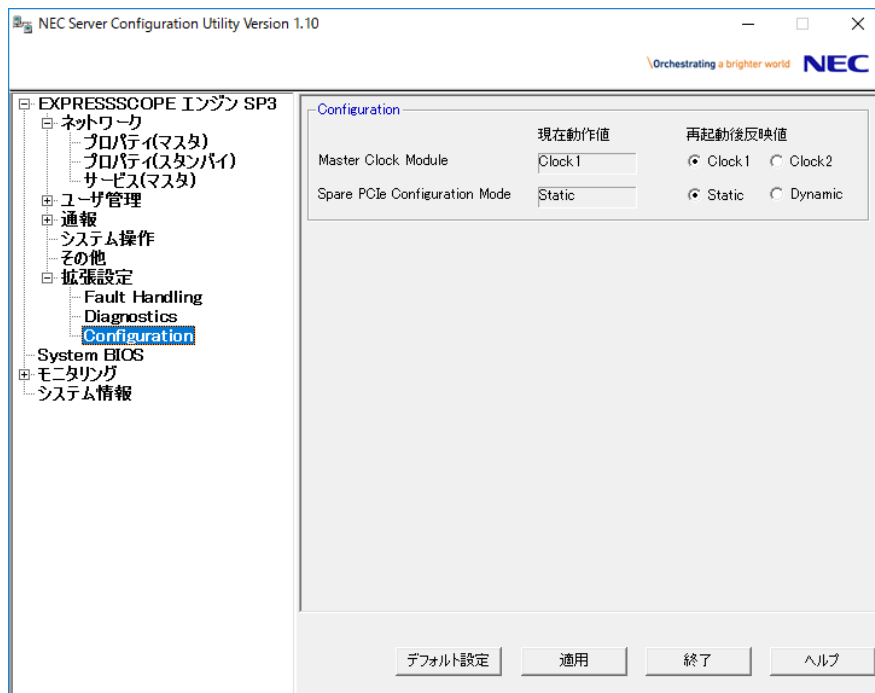 NEC Server Configuration Utility Version 1.10
\Orchestrating a brighter world NEC
EXPRESSSCOPE エンジン SP3
ネットワーク
プロパティ(マスタ)
プロパティ(スタンバイ)
サービス(マスタ)
ユーザ管理
通報
システム操作
その他
拡張設定
Fault Handling
Diagnostics
Configuration
System BIOS
モニタリング
システム情報
Configuration
現在動作値 再起動後反映値
Master Clock Module Clock1 Clock1 Clock2
Spare PCIe Configuration Mode Static Static Dynamic
デフォルト設定 適用 終了 ヘルプ